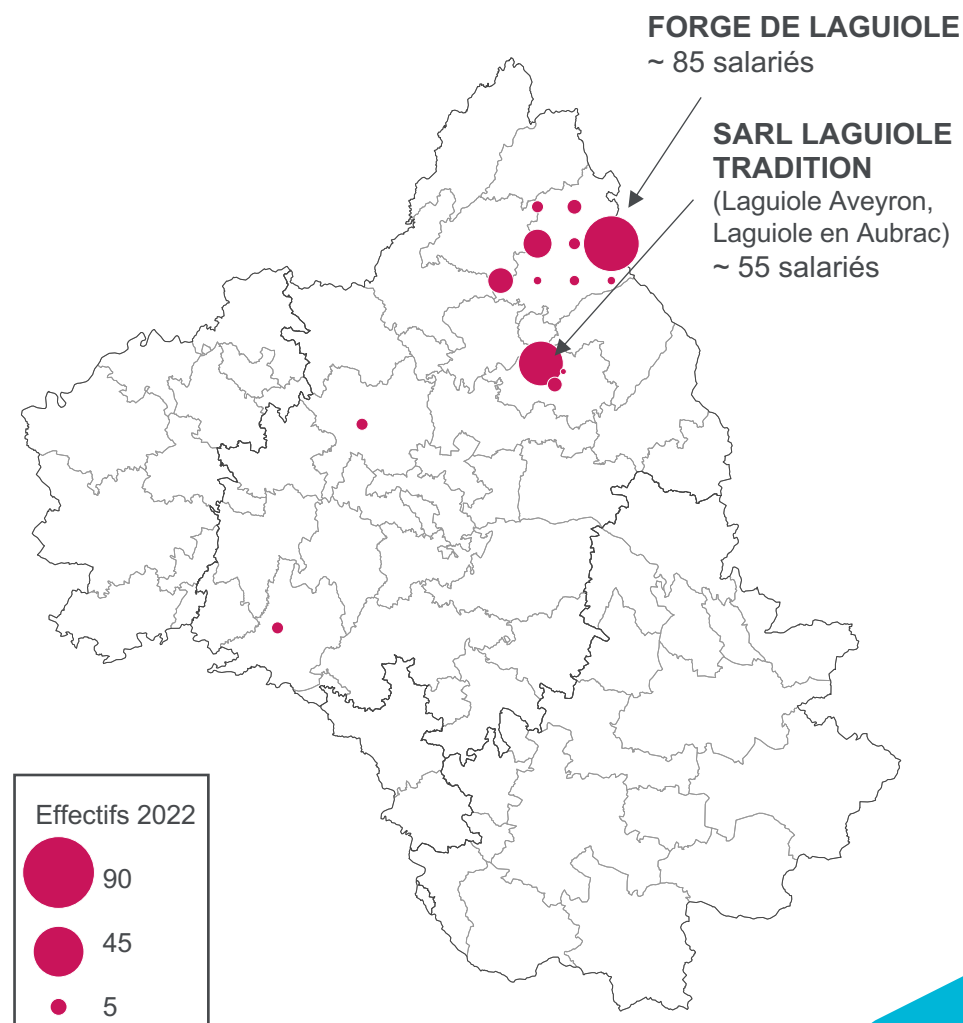 FORGE DE LAGUIOLE
~ 85 salariés
SARL LAGUIOLE
TRADITION
(Laguiole Aveyron,
Laguiole en Aubrac)
~ 55 salariés
Effectifs 2022
90
45
5